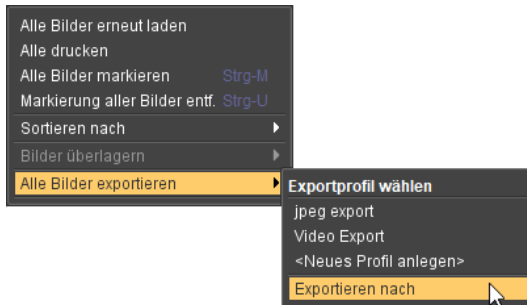 Alle Bilder erneut laden
Alle drucken
Alle Bilder markieren Strg-M
Markierung aller Bilder entf. Strg-U
Sortieren nach
Bilder überlagern
Alle Bilder exportieren
Exportprofil wählen
jpeg export
Video Export
<Neues Profil anlegen>
Exportieren nach